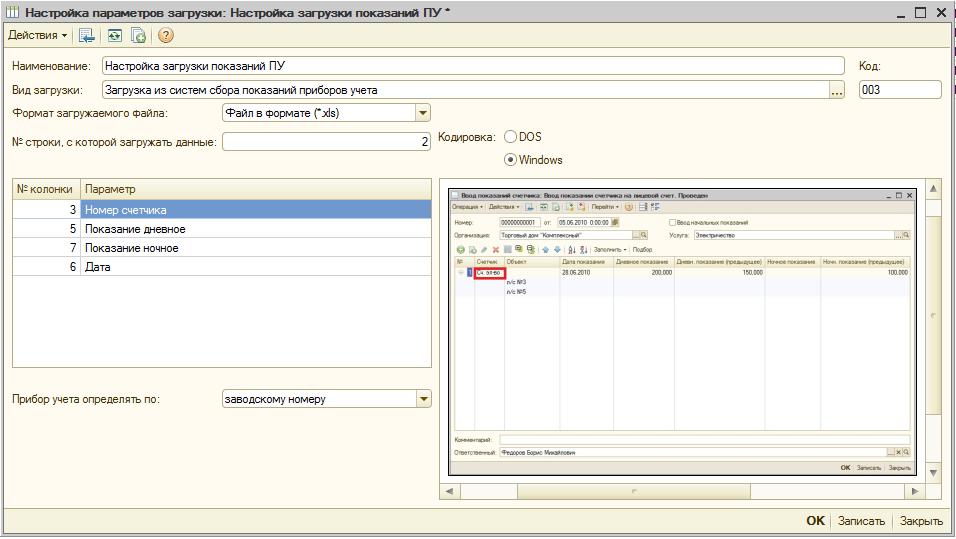 Настройка параметров загрузки: Настройка загрузки показаний ПУ *
Действия
Наименование: Настройка загрузки показаний ПУ Код:
Вид загрузки: Загрузка из систем сбора показаний приборов учета ... 003
Формат загружаемого файла: Файл в формате (*.xls)
№ строки, с которой загружать данные: 2 Кодировка: DOS
Windows
№ колонки Параметр
3 Номер счетчика
5 Показание дневное
7 Показание ночное
6 Дата
Прибор учета определять по: заводскому номеру
Ввод показаний счетчика: Ввод показании счетчика на лицевой счет. Проведен
Операция Действия Перейти
Номер: 00000000001 от: 05.06.2010 0:00:00 Ввод начальных показаний
Организация: Торговый дом "Комплексный" ... Услуга: Электричество ...
Заполнить Подбор
№ Счетчик Объект Дата показания Дневное показание Дневн. показание (предыдущее) Ночное показание Ночн. показание (предыдущее)
1 Сч. эл-во 28.06.2010 200,000 150,000 100,000
л/с №3
л/с №5
Комментарий:
Ответственный: Федоров Борис Михайлович ...
OK Записать Закрыть
OK Записать Закрыть